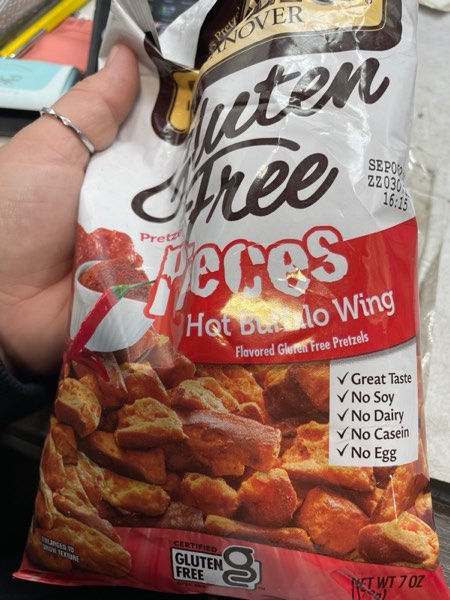 HANOVER
Gluten
Free
SEP0
ZZ030
16:15
Pretzel
Pieces
Hot Buffalo Wing
Flavored Gluten Free Pretzels
✓ Great Taste
✓ No Soy
✓ No Dairy
✓ No Casein
✓ No Egg
ENLARGED TO
SHOW TEXTURE
CERTIFIED
GLUTEN
FREE
NET WT 7 OZ